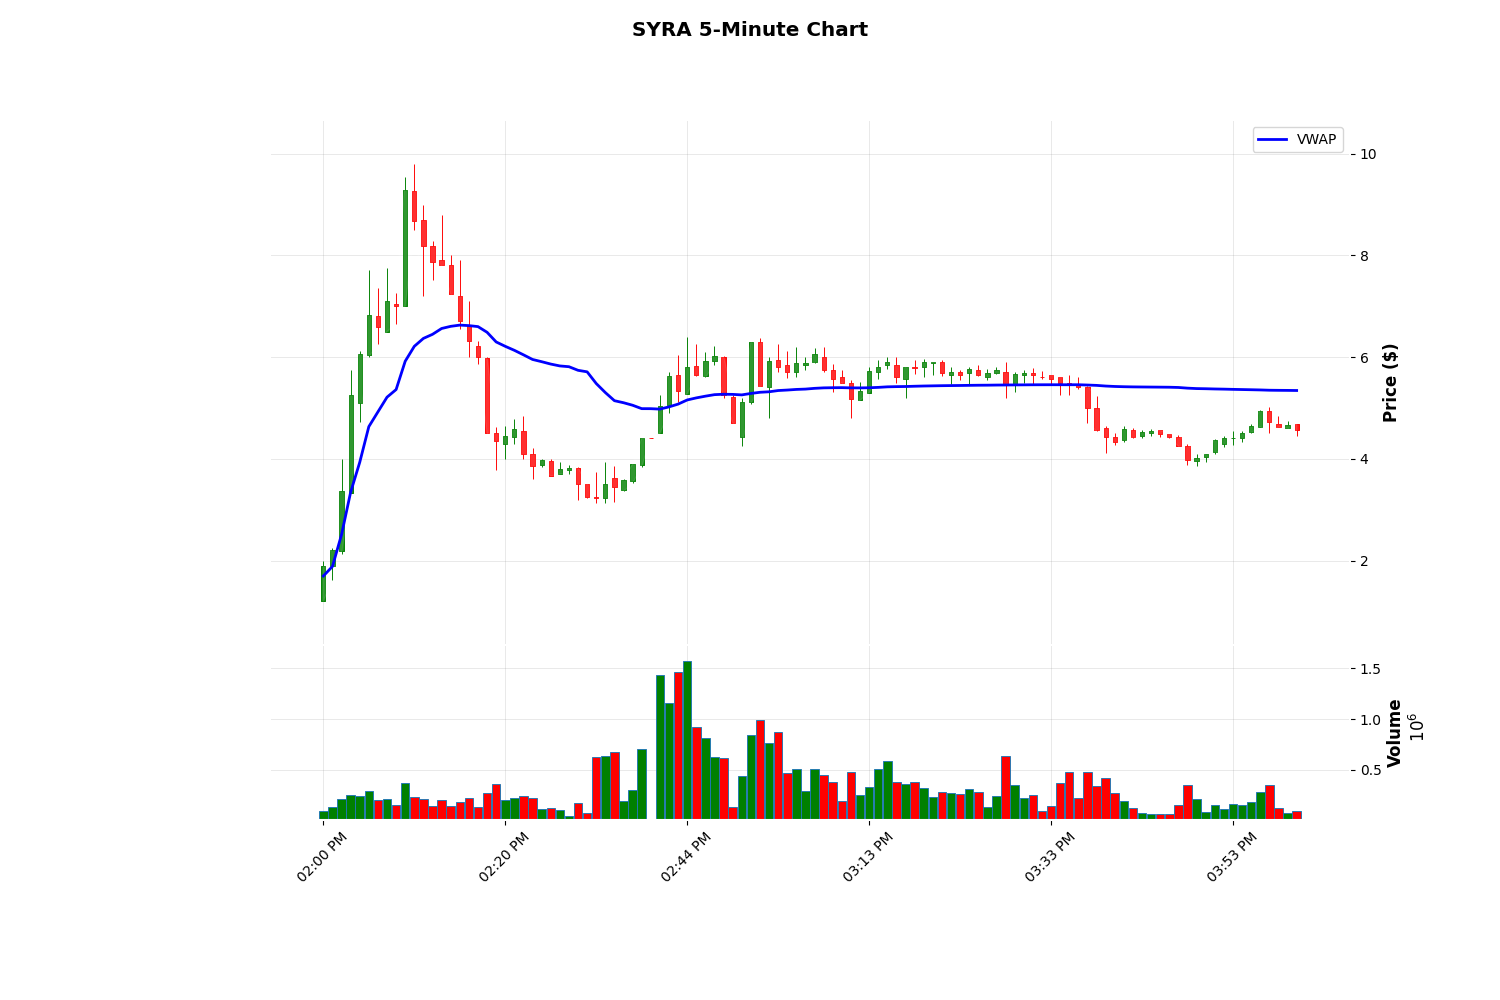 SYRA 5-Minute Chart
VWAP
10
8
6
4
2
Price ($)
1.5
1.0
0.5
Volume
10⁶
02:00 PM
02:20 PM
02:44 PM
03:13 PM
03:33 PM
03:53 PM